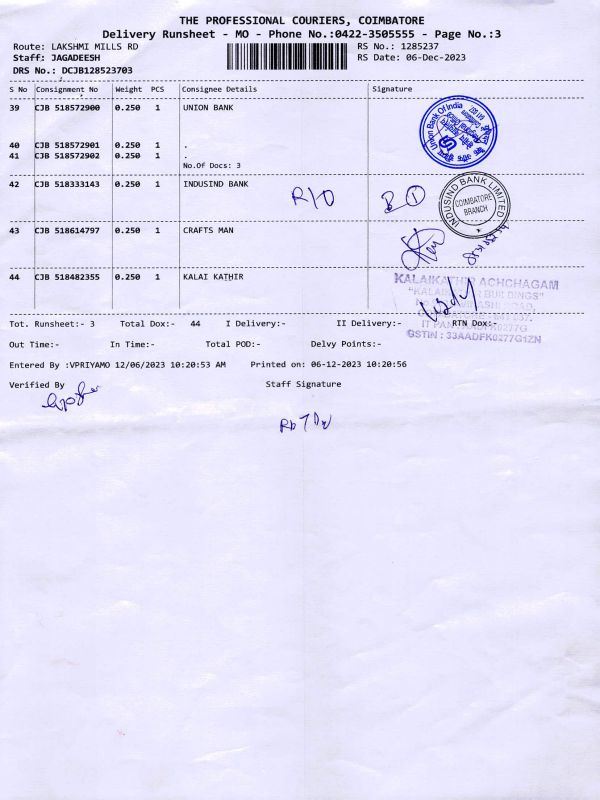 THE PROFESSIONAL COURIERS, COIMBATORE
Delivery Runsheet - MO - Phone No.:0422-3505555 - Page No.:3
Route: LAKSHMI MILLS RD RS No.: 1285237
Staff: JAGADEESH RS Date: 06-Dec-2023
DRS No.: DCJB128523703
S No Consignment No Weight PCS Consignee Details Signature
39 CJB 518572900 0.250 1 UNION BANK
Union Bank Of India
40 CJB 518572901 0.250 1 .
41 CJB 518572902 0.250 1 .
No.Of Docs: 3
42 CJB 518333143 0.250 1 INDUSIND BANK
INDUSIND BANK LIMITED
COIMBATORE
BRANCH
43 CJB 518614797 0.250 1 CRAFTS MAN
44 CJB 518482355 0.250 1 KALAI KATHIR
KALAIKATHIR ACHCHAGAM
BUILDINGS"
GSTIN : 33AADFK0277G1ZN
Tot. Runsheet:- 3 Total Dox:- 44 I Delivery:- II Delivery:- RTN Dox:-
Out Time:- In Time:- Total POD:- Delvy Points:-
Entered By :VPRIYAMO 12/06/2023 10:20:53 AM Printed on: 06-12-2023 10:20:56
Verified By Staff Signature